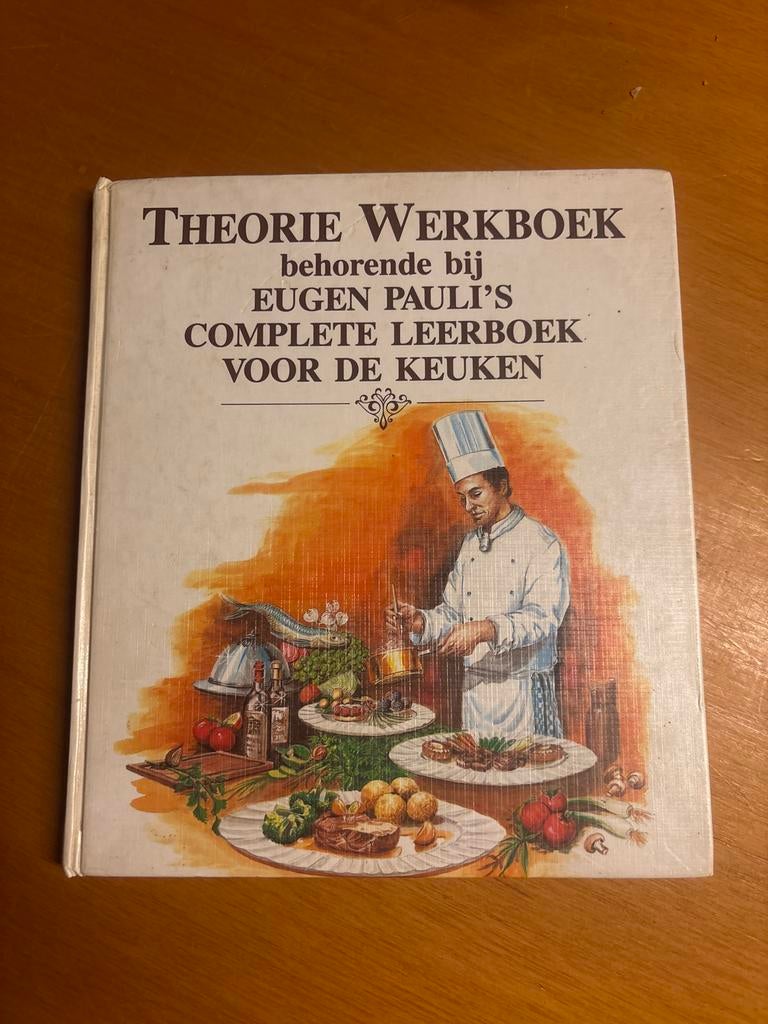 THEORIE WERKBOEK
behorende bij
EUGEN PAULI'S
COMPLETE LEERBOEK
VOOR DE KEUKEN